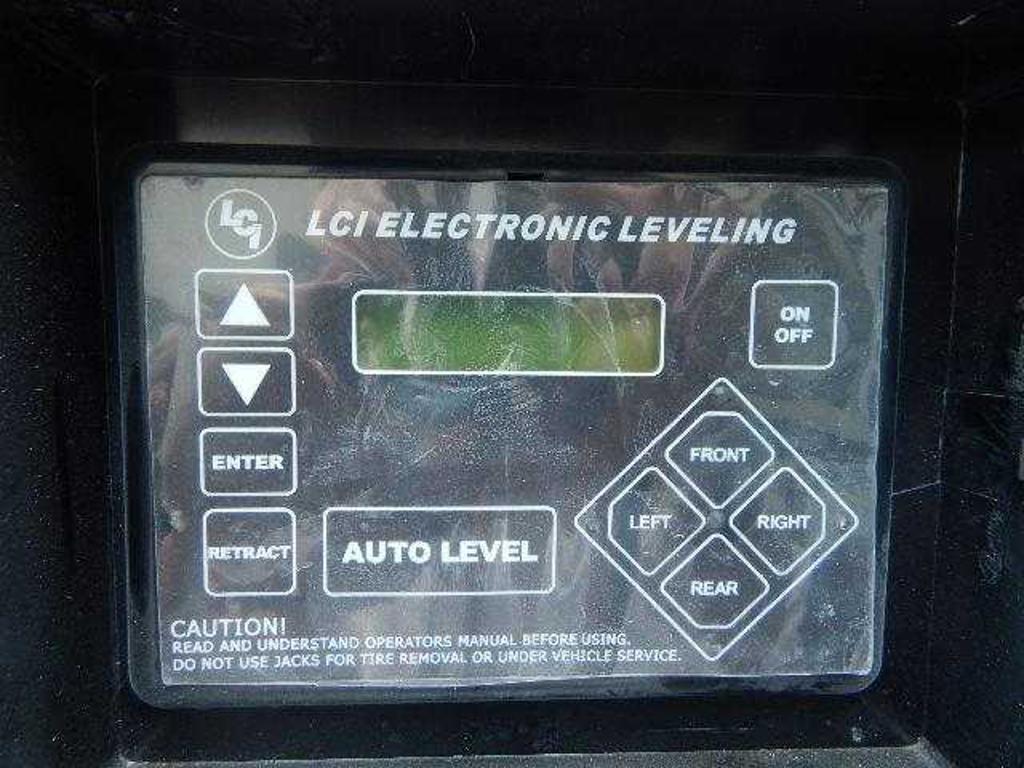 LCI LCI ELECTRONIC LEVELING
ON
OFF
ENTER
RETRACT
AUTO LEVEL
FRONT
LEFT
RIGHT
REAR
CAUTION!
READ AND UNDERSTAND OPERATORS MANUAL BEFORE USING.
DO NOT USE JACKS FOR TIRE REMOVAL OR UNDER VEHICLE SERVICE.